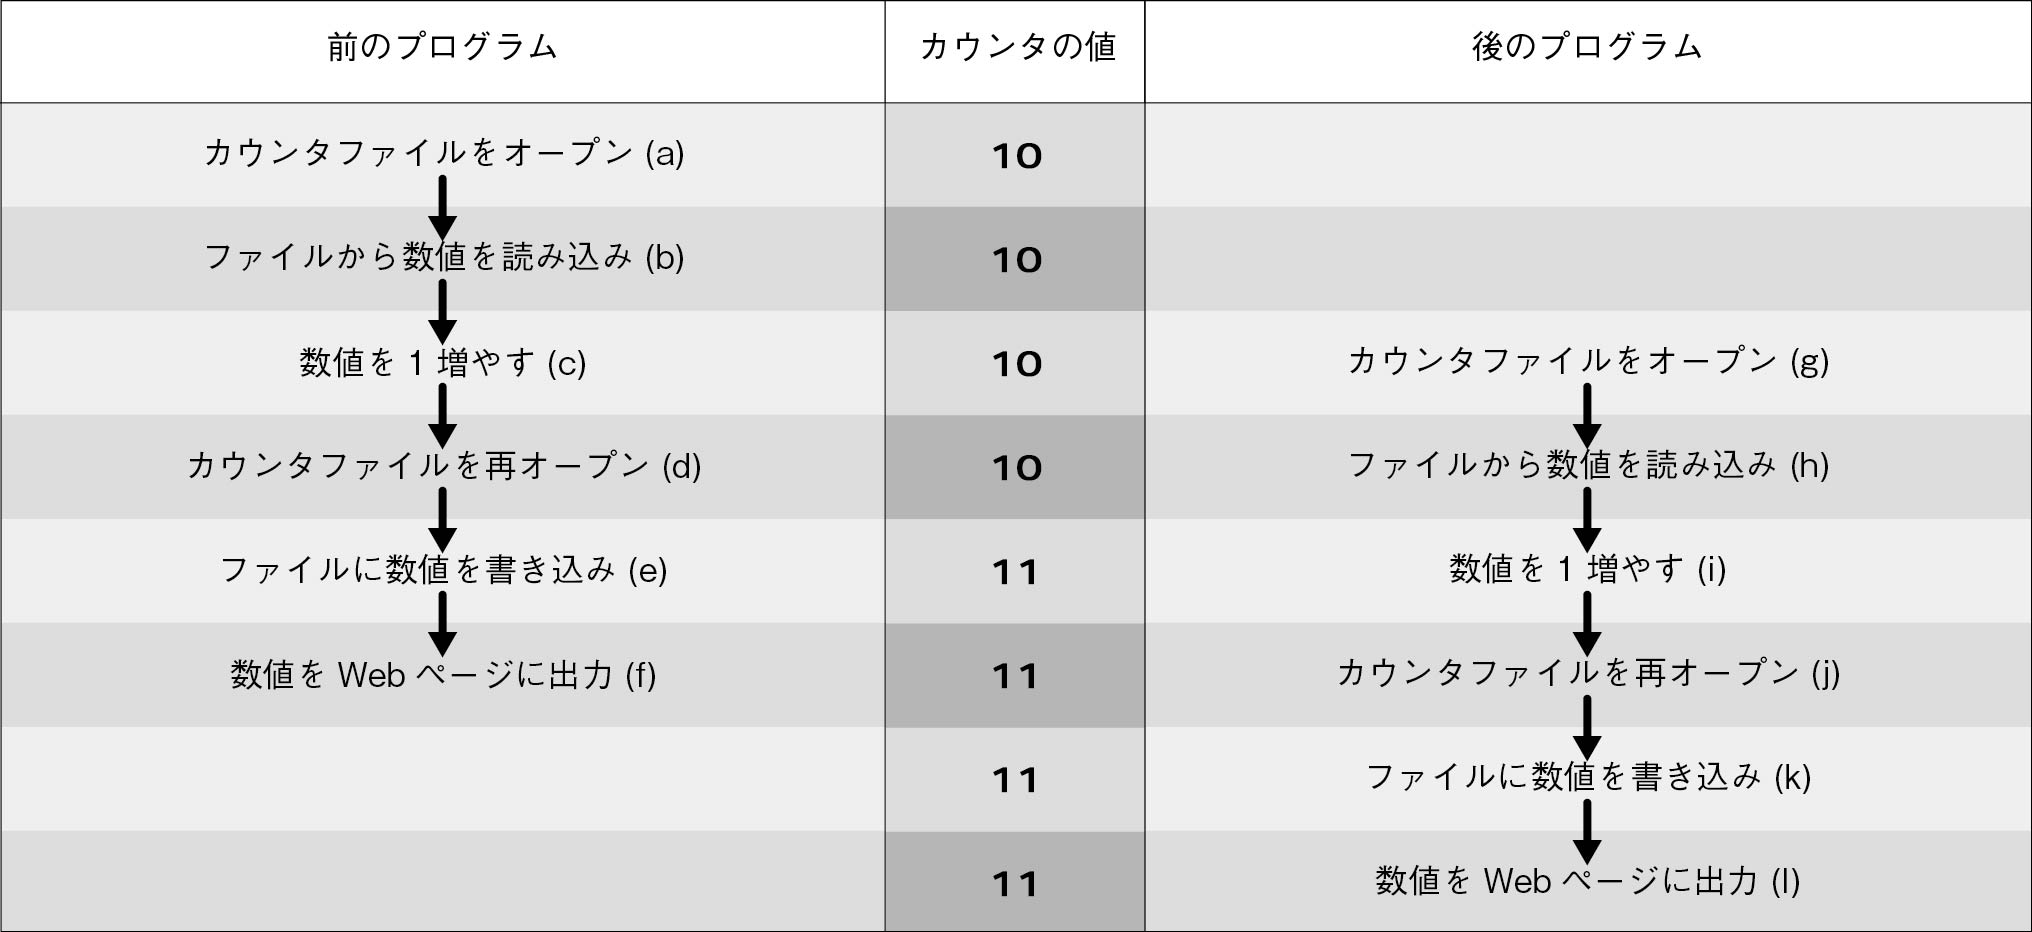 前のプログラム カウンタの値 後のプログラム
カウンタファイルをオープン (a) 10
ファイルから数値を読み込み (b) 10
数値を 1 増やす (c) 10 カウンタファイルをオープン (g)
カウンタファイルを再オープン (d) 10 ファイルから数値を読み込み (h)
ファイルに数値を書き込み (e) 11 数値を 1 増やす (i)
数値を Web ページに出力 (f) 11 カウンタファイルを再オープン (j)
11 ファイルに数値を書き込み (k)
11 数値を Web ページに出力 (l)